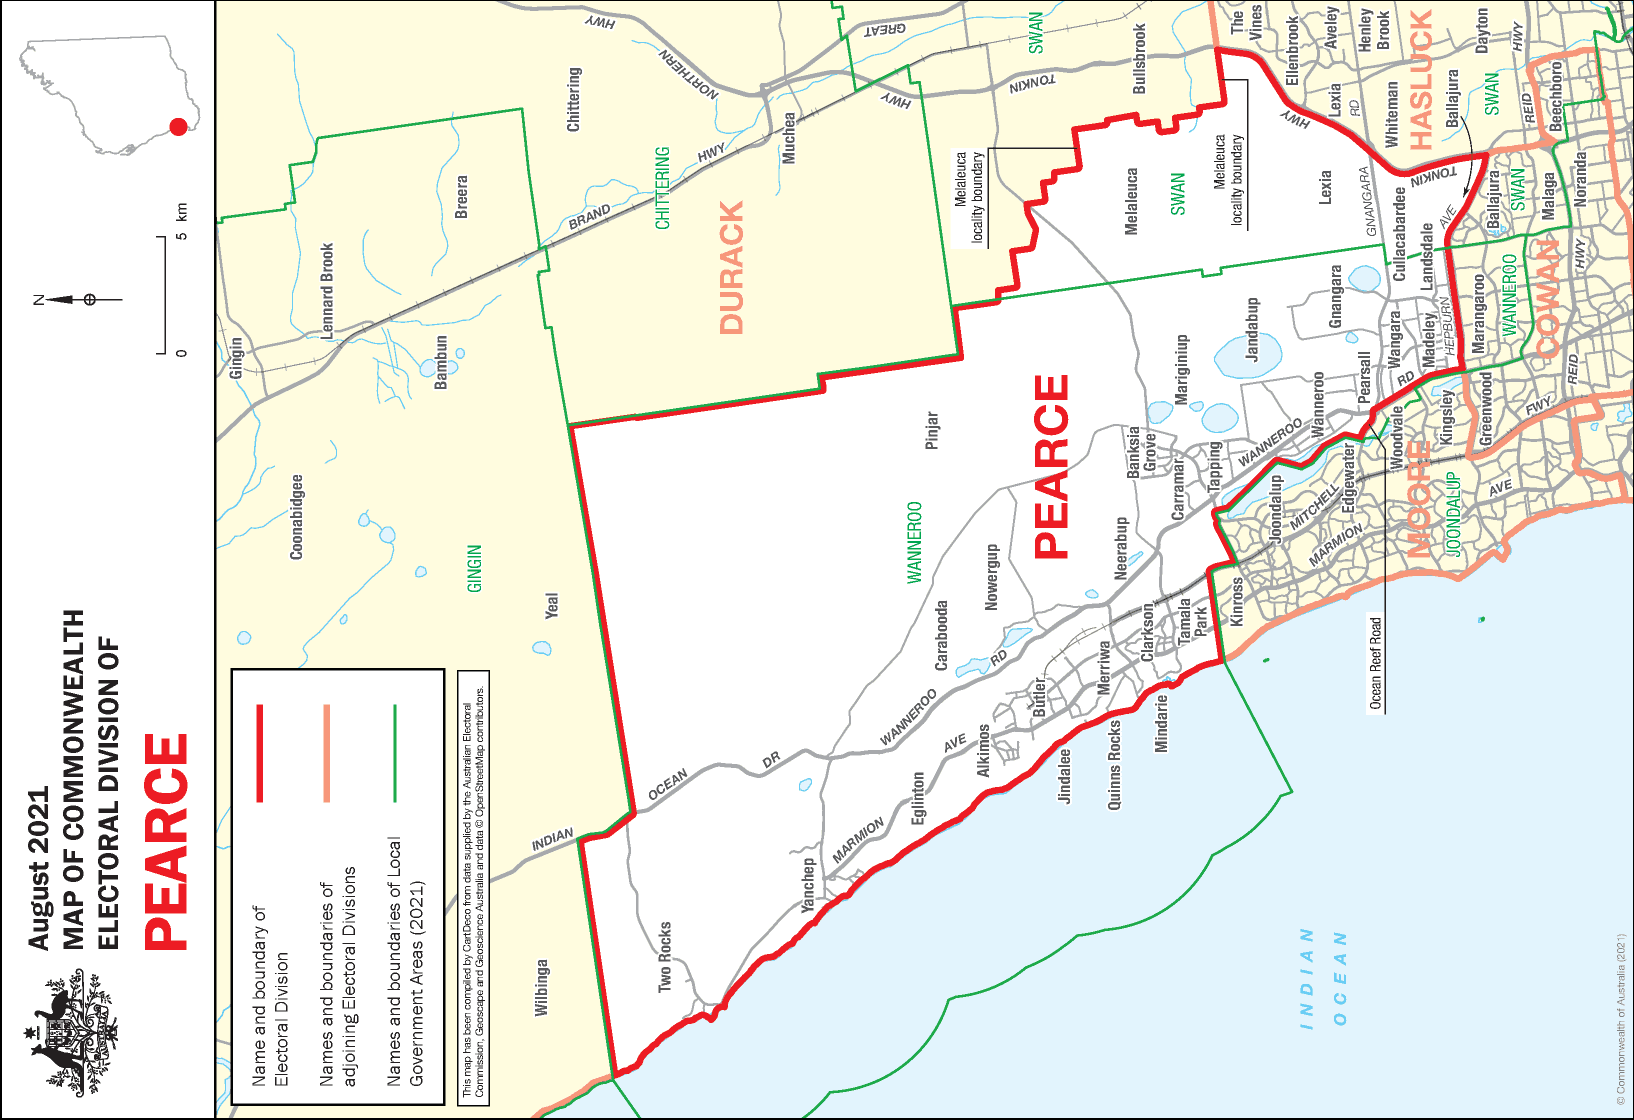 August 2021
MAP OF COMMONWEALTH
ELECTORAL DIVISION OF
PEARCE
N
0
5 km
Name and boundary of
Electoral Division
Names and boundaries of
adjoining Electoral Divisions
Names and boundaries of Local
Government Areas (2021)
This map has been compiled by CartDeco from data supplied by the Australian Electoral
Commission, Geoscape and Geoscience Australia and data © OpenStreetMap contributors.
Gingin
Lennard Brook
Breera
Bambun
Coonabidgee
GINGIN
Yeal
Wilbinga
INDIAN
OCEAN
DR
Chittering
CHITTERING
BRAND
HWY
Muchea
NORTHERN
HWY
GREAT
HWY
SWAN
TONKIN
Bullsbrook
DURACK
Melaleuca
locality boundary
Melaleuca
SWAN
Melaleuca
locality boundary
Lexia
GNANGARA
RD
Lexia
The
Vines
Ellenbrook
Aveley
Henley
Brook
Whiteman
HASLUCK
Dayton
HWY
Ballajura
SWAN
REID
Beechboro
HWY
TONKIN
Cullacabardee
Landsdale
AVE
Ballajura
SWAN
Malaga
Noranda
Two Rocks
Yanchep
MARMION
AVE
Eglinton
WANNEROO
RD
Alkimos
Jindalee
Butler
Quinns Rocks
Merriwa
Mindarie
Clarkson
Tamala
Park
Kinross
Carabooda
Nowergup
Neerabup
WANNEROO
Pinjar
PEARCE
Banksia
Grove
Carramar
Tapping
Mariginiup
Jandabup
Gnangara
WANNEROO
Wanneroo
Pearsall
Wangara
Madeley
HEPBURN
RD
Joondalup
MITCHELL
Edgewater
MARMION
Woodvale
MOORE
JOONDALUP
Kingsley
Greenwood
AVE
FWY
Marangaroo
WANNEROO
COWAN
HWY
REID
Ocean Reef Road
INDIAN
OCEAN
© Commonwealth of Australia (2021)